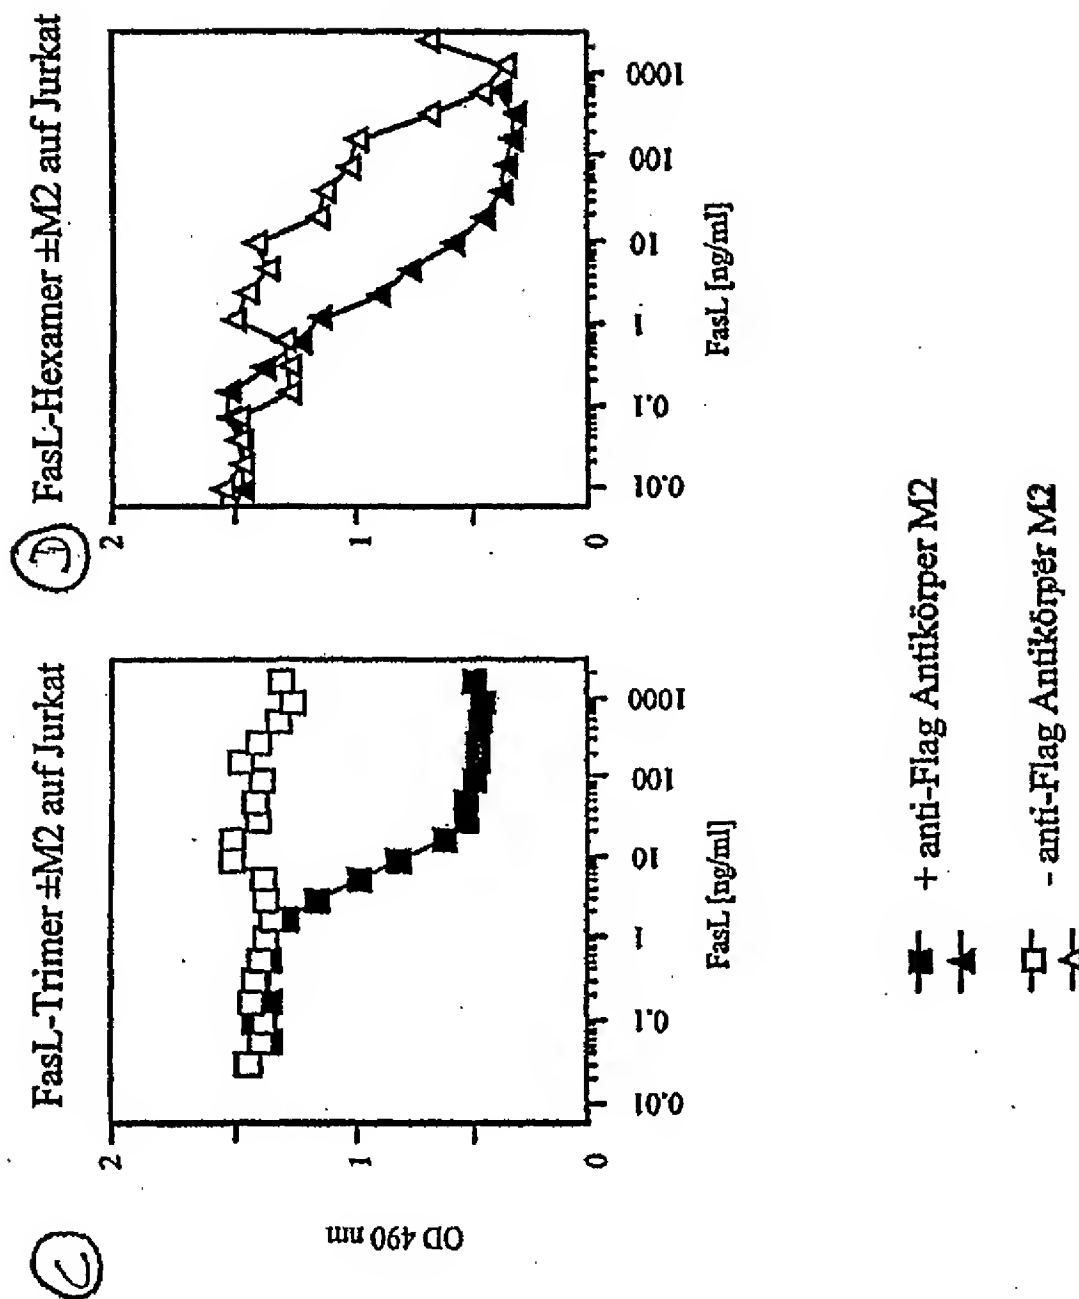 C
FasL-Trimer ±M2 auf Jurkat
OD 490 nm
2
1
0
0.01
0.1
1
10
100
1000
FasL [ng/ml]
D
FasL-Hexamer ±M2 auf Jurkat
2
1
0
0.01
0.1
1
10
100
1000
FasL [ng/ml]
+ anti-Flag Antikörper M2
- anti-Flag Antikörper M2